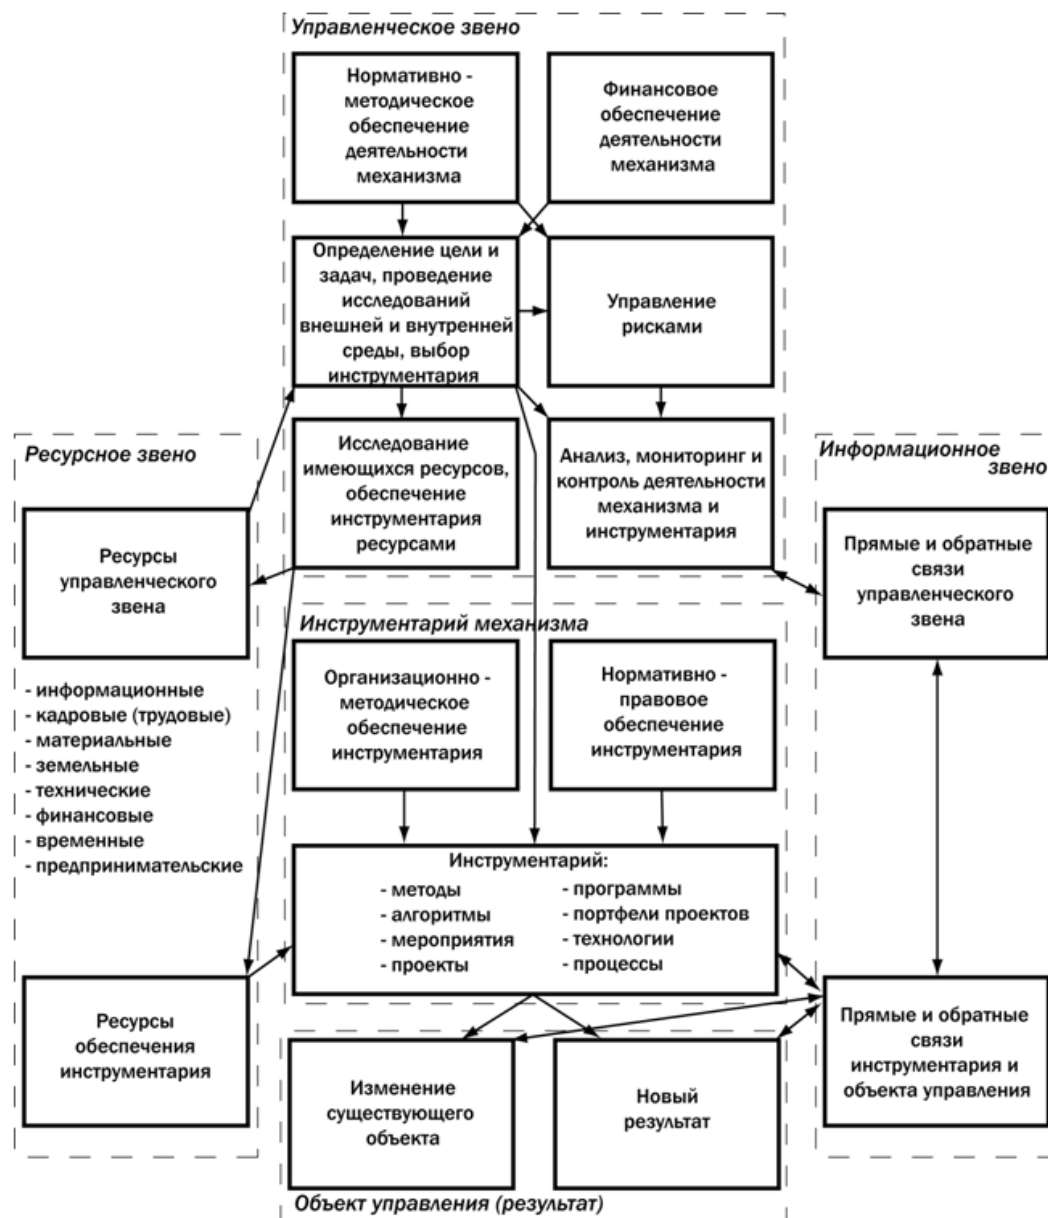 Управленческое звено
Нормативно -
методическое
обеспечение
деятельности
механизма
Финансовое
обеспечение
деятельности
механизма
Определение цели и
задач, проведение
исследований
внешней и внутренней
среды, выбор
инструментария
Управление
рисками
Исследование
имеющихся ресурсов,
обеспечение
инструментария
ресурсами
Анализ, мониторинг и
контроль деятельности
механизма и
инструментария
Ресурсное звено
Ресурсы
управленческого
звена
- информационные
- кадровые (трудовые)
- материальные
- земельные
- технические
- финансовые
- временные
- предпринимательские
Ресурсы
обеспечения
инструментария
Информационное
звено
Прямые и обратные
связи
управленческого
звена
Прямые и обратные
связи
инструментария и
объекта управления
Инструментарий механизма
Организационно -
методическое
обеспечение
инструментария
Нормативно -
правовое
обеспечение
инструментария
Инструментарий:
- методы
- алгоритмы
- мероприятия
- проекты
- программы
- портфели проектов
- технологии
- процессы
Изменение
существующего
объекта
Новый
результат
Объект управления (результат)